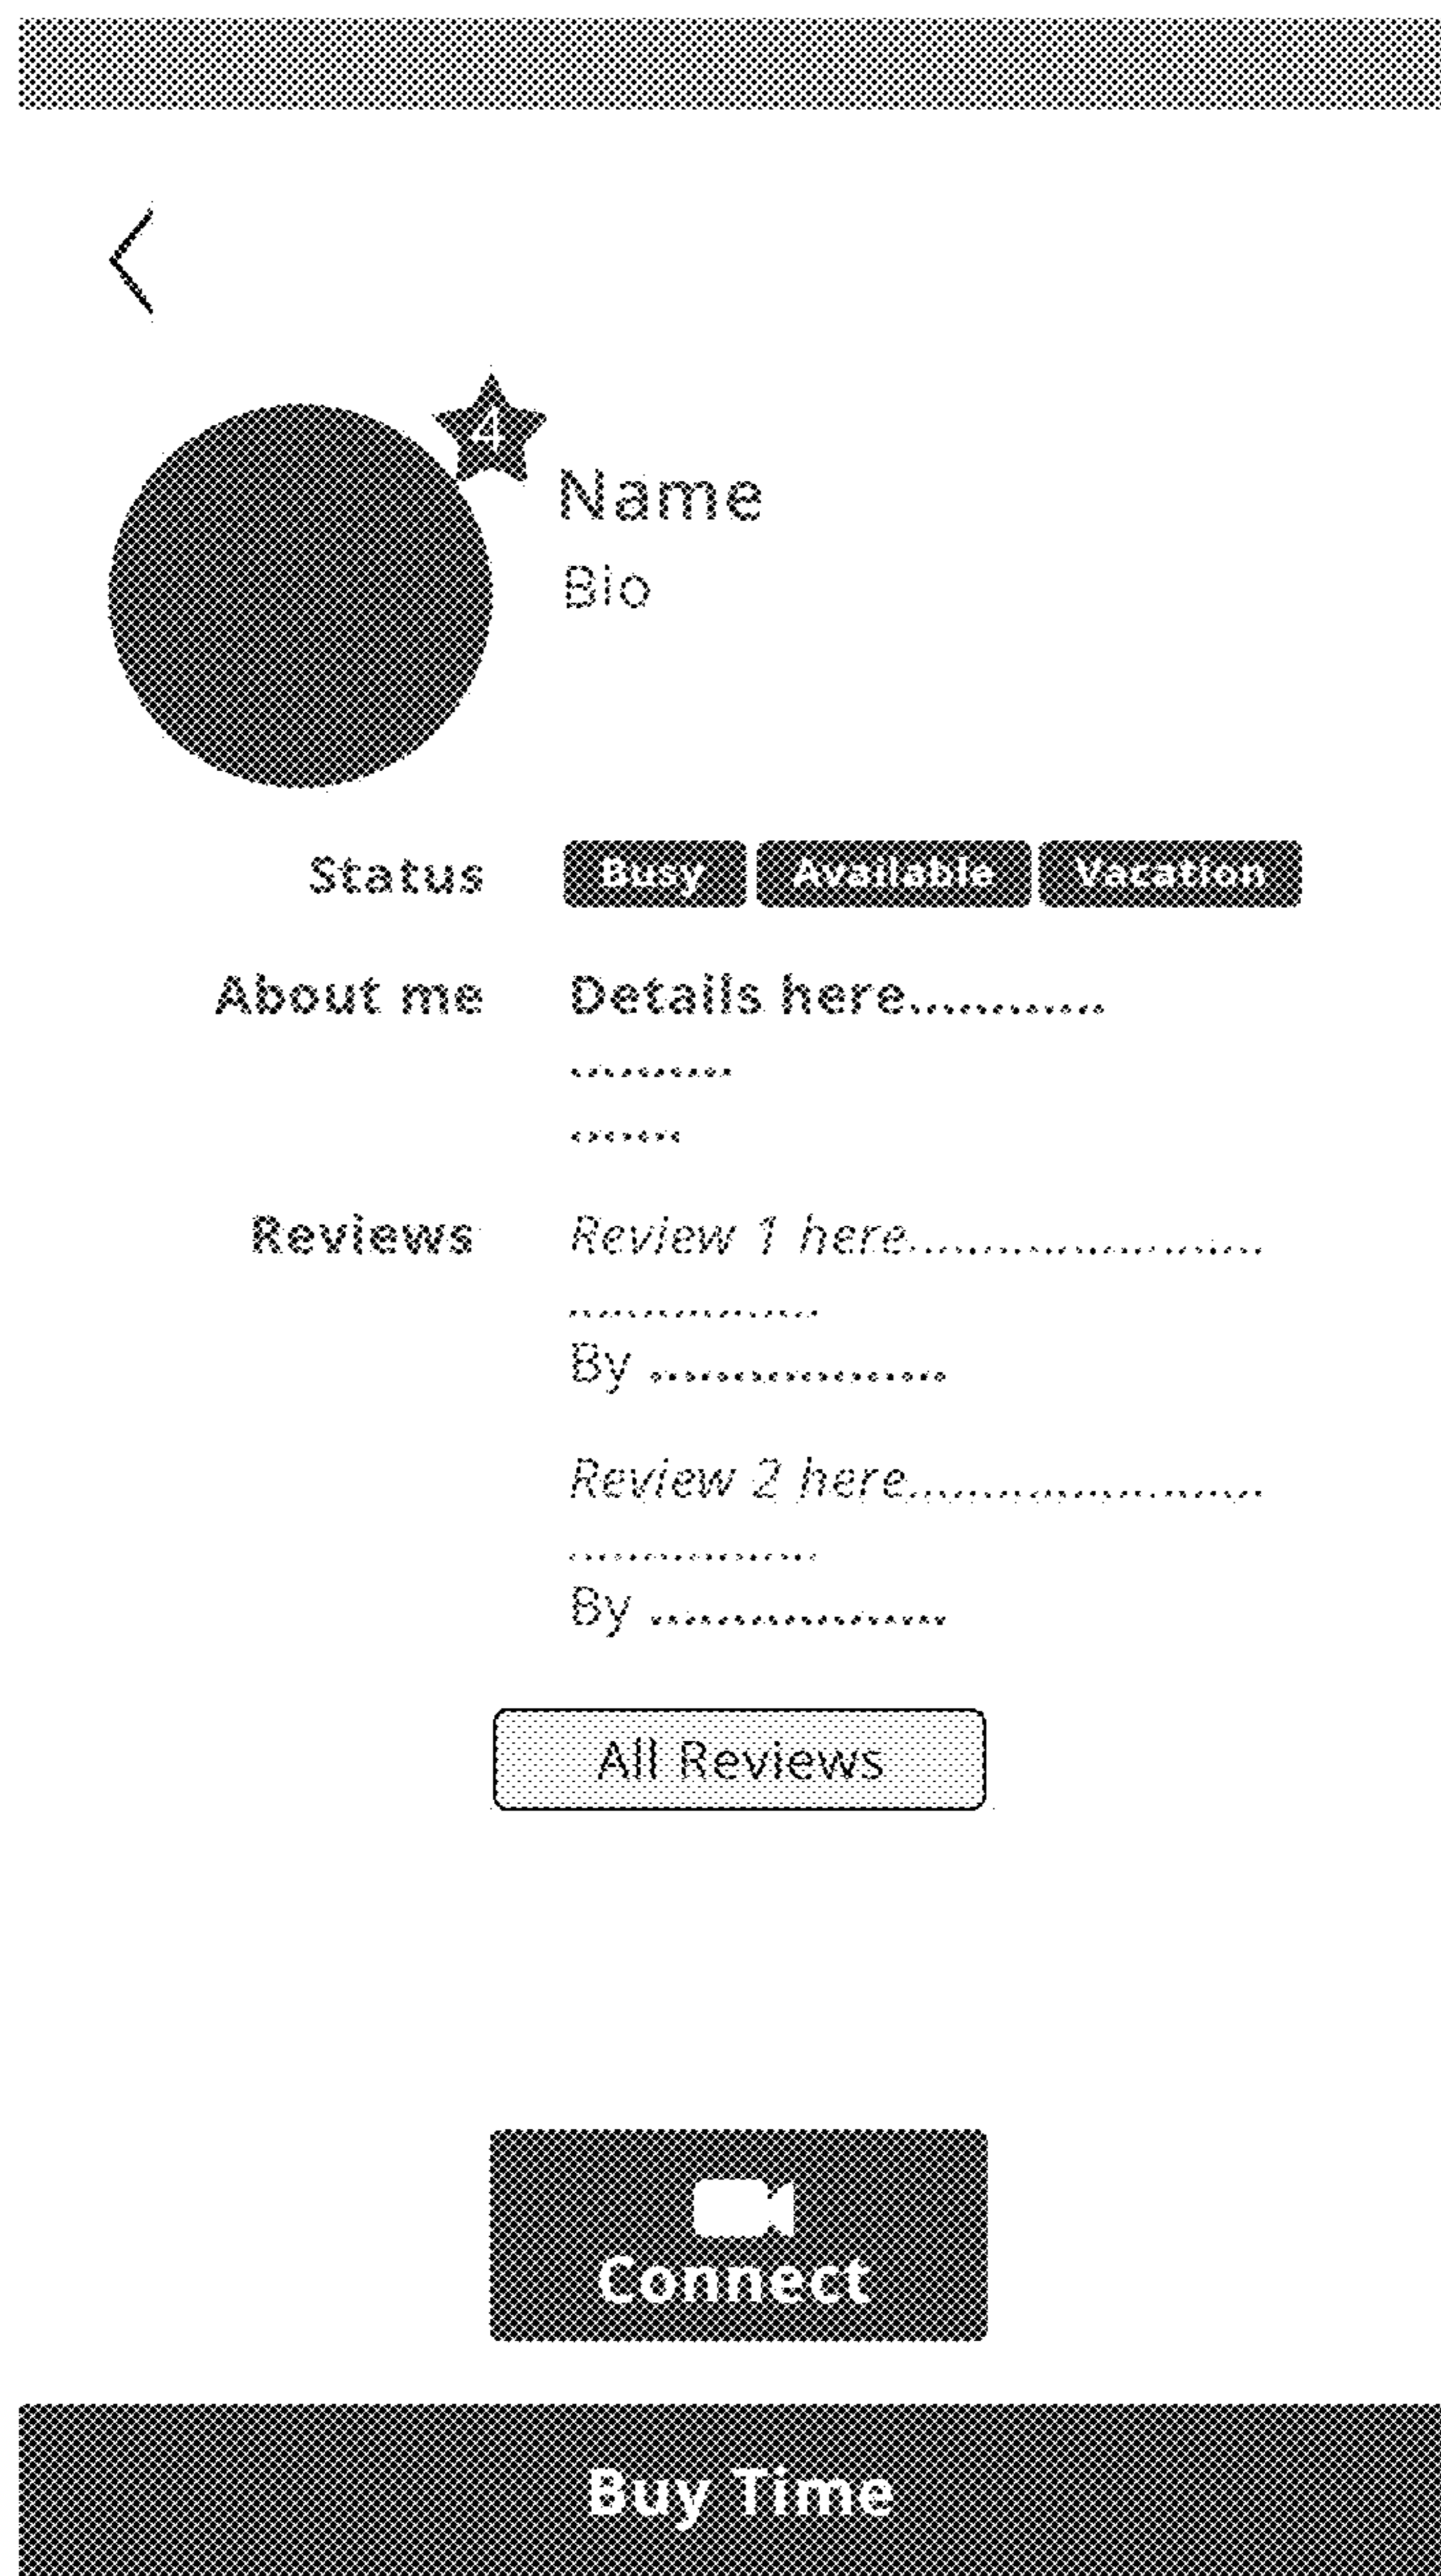 4
Name
Bio
Status Busy Available Vacation
About me Details here............
..........
.......
Reviews Review 1 here........................
.................
By ..................
Review 2 here........................
.................
By ..................
All Reviews
Connect
Buy Time